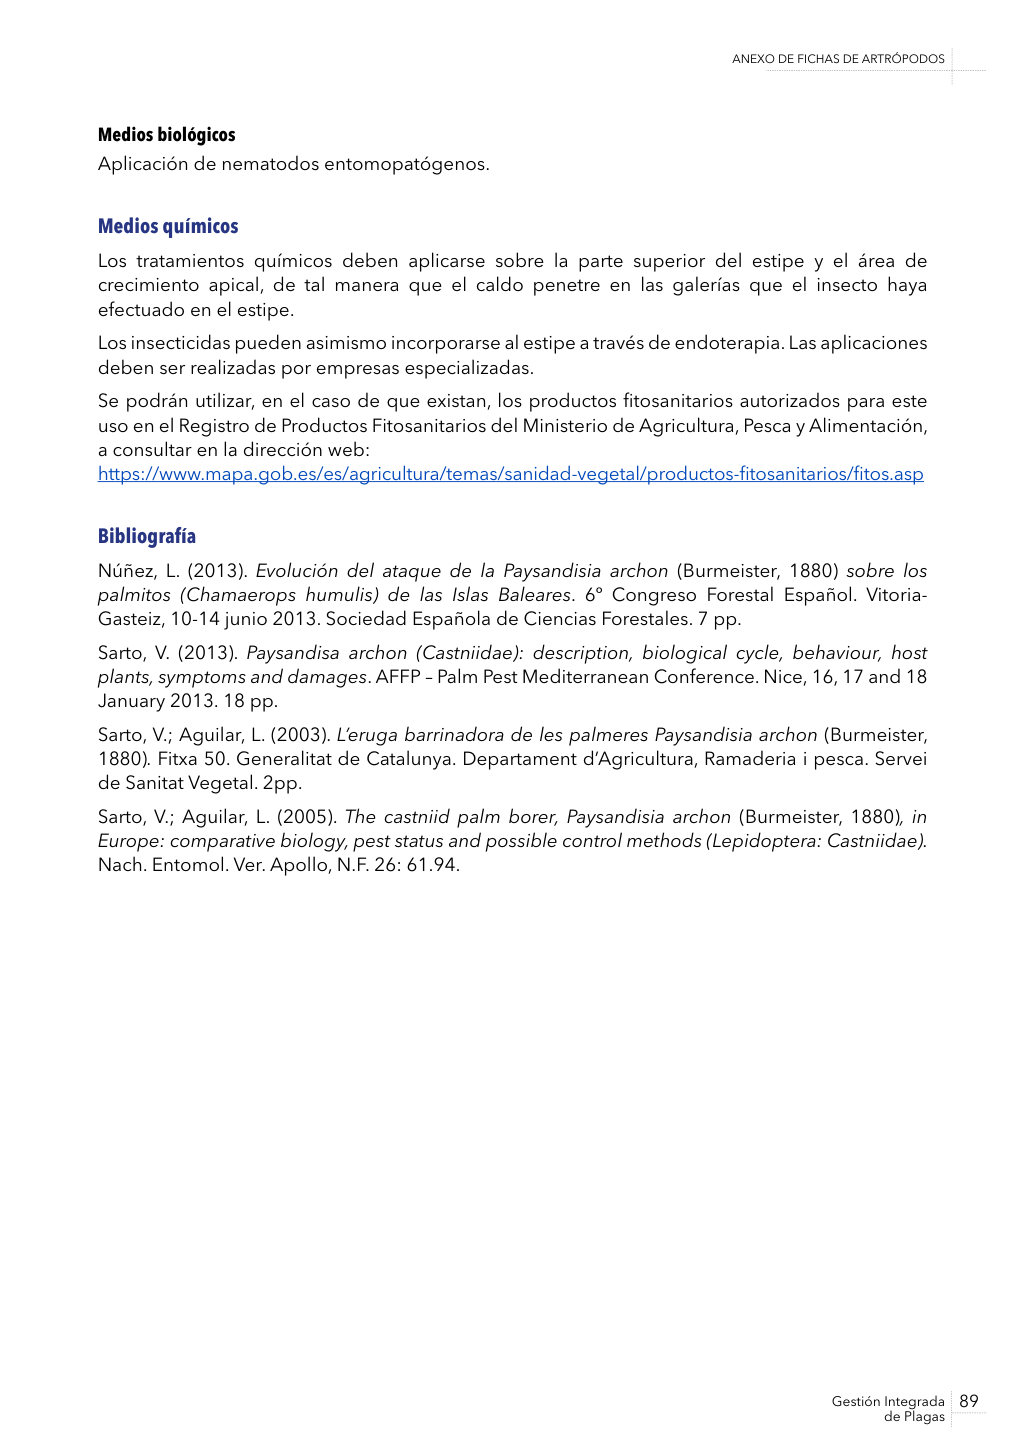 ANEXO DE FICHAS DE ARTRÓPODOS
Medios biológicos
Aplicación de nematodos entomopatógenos.
Medios químicos
Los tratamientos químicos deben aplicarse sobre la parte superior del estipe y el área de
crecimiento apical, de tal manera que el caldo penetre en las galerías que el insecto haya
efectuado en el estipe.
Los insecticidas pueden asimismo incorporarse al estipe a través de endoterapia. Las aplicaciones
deben ser realizadas por empresas especializadas.
Se podrán utilizar, en el caso de que existan, los productos fitosanitarios autorizados para este
uso en el Registro de Productos Fitosanitarios del Ministerio de Agricultura, Pesca y Alimentación,
a consultar en la dirección web:
https://www.mapa.gob.es/es/agricultura/temas/sanidad-vegetal/productos-fitosanitarios/fitos.asp
Bibliografía
Núñez, L. (2013). Evolución del ataque de la Paysandisia archon (Burmeister, 1880) sobre los
palmitos (Chamaerops humulis) de las Islas Baleares. 6º Congreso Forestal Español. Vitoria-
Gasteiz, 10-14 junio 2013. Sociedad Española de Ciencias Forestales. 7 pp.
Sarto, V. (2013). Paysandisa archon (Castniidae): description, biological cycle, behaviour, host
plants, symptoms and damages. AFFP – Palm Pest Mediterranean Conference. Nice, 16, 17 and 18
January 2013. 18 pp.
Sarto, V.; Aguilar, L. (2003). L’eruga barrinadora de les palmeres Paysandisia archon (Burmeister,
1880). Fitxa 50. Generalitat de Catalunya. Departament d’Agricultura, Ramaderia i pesca. Servei
de Sanitat Vegetal. 2pp.
Sarto, V.; Aguilar, L. (2005). The castniid palm borer, Paysandisia archon (Burmeister, 1880), in
Europe: comparative biology, pest status and possible control methods (Lepidoptera: Castniidae).
Nach. Entomol. Ver. Apollo, N.F. 26: 61.94.
Gestión Integrada 89
de Plagas